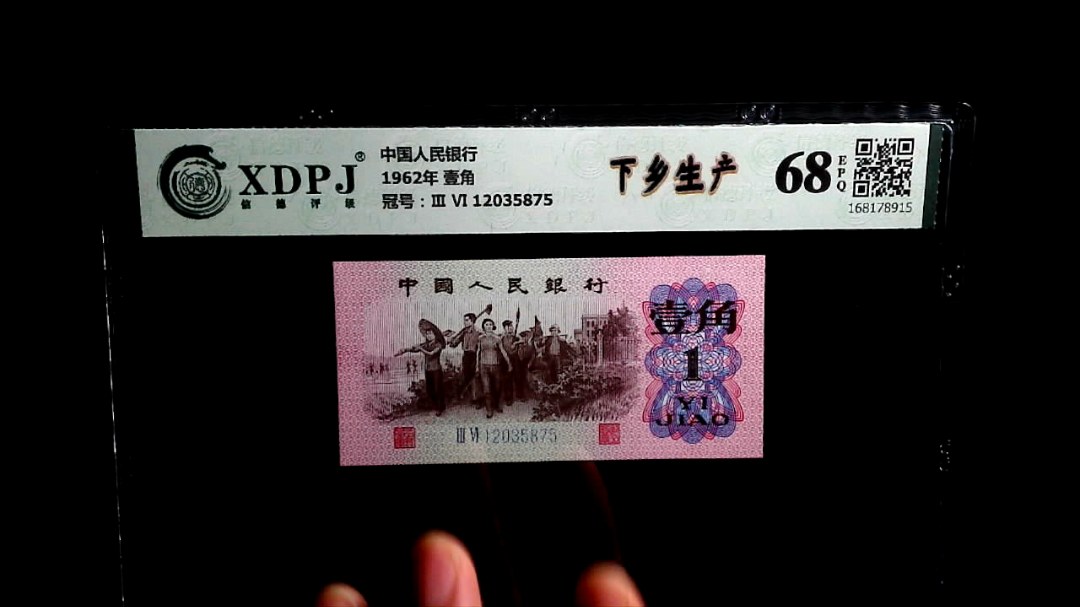 XDPJ®
信德评级
中国人民银行
1962年 壹角
冠号：Ⅲ Ⅵ 12035875
下乡生产
68
EPQ
168178915
中國人民銀行
壹角
1
YI
JIAO
Ⅲ Ⅵ 12035875